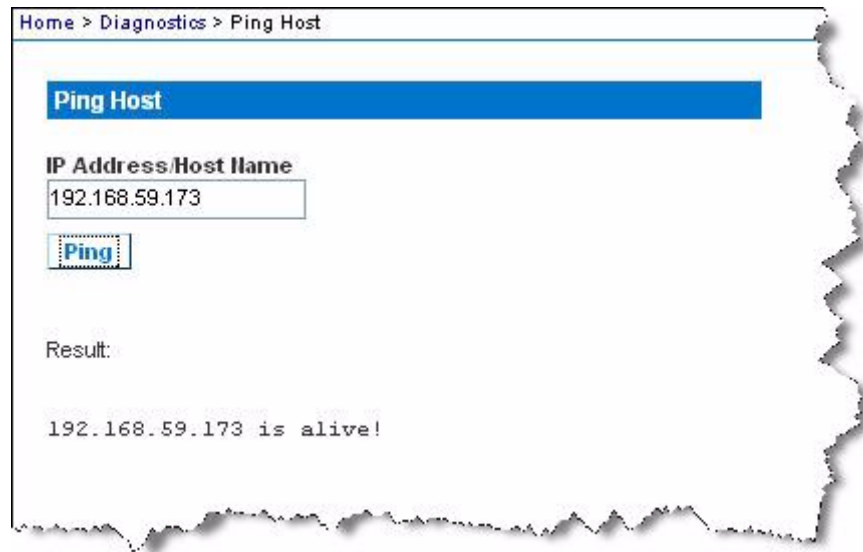 Home > Diagnostics > Ping Host
Ping Host
IP Address/Host Name
192.168.59.173
Ping
Result:
192.168.59.173 is alive!